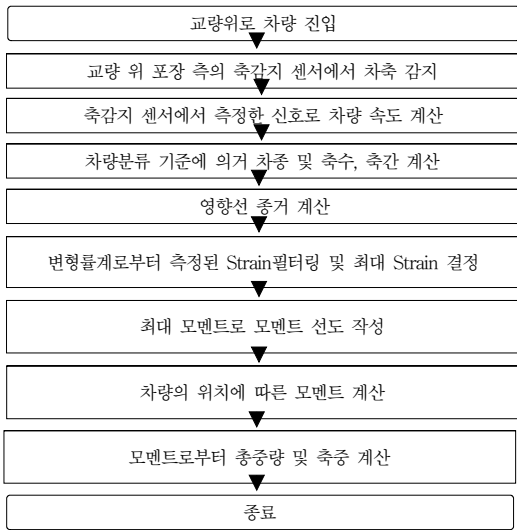 교량위로 차량 진입
교량 위 포장 측의 축감지 센서에서 차축 감지
축감지 센서에서 측정한 신호로 차량 속도 계산
차량분류 기준에 의거 차종 및 축수, 축간 계산
영향선 종거 계산
변형률계로부터 측정된 Strain필터링 및 최대 Strain 결정
최대 모멘트로 모멘트 선도 작성
차량의 위치에 따른 모멘트 계산
모멘트로부터 총중량 및 축중 계산
종료